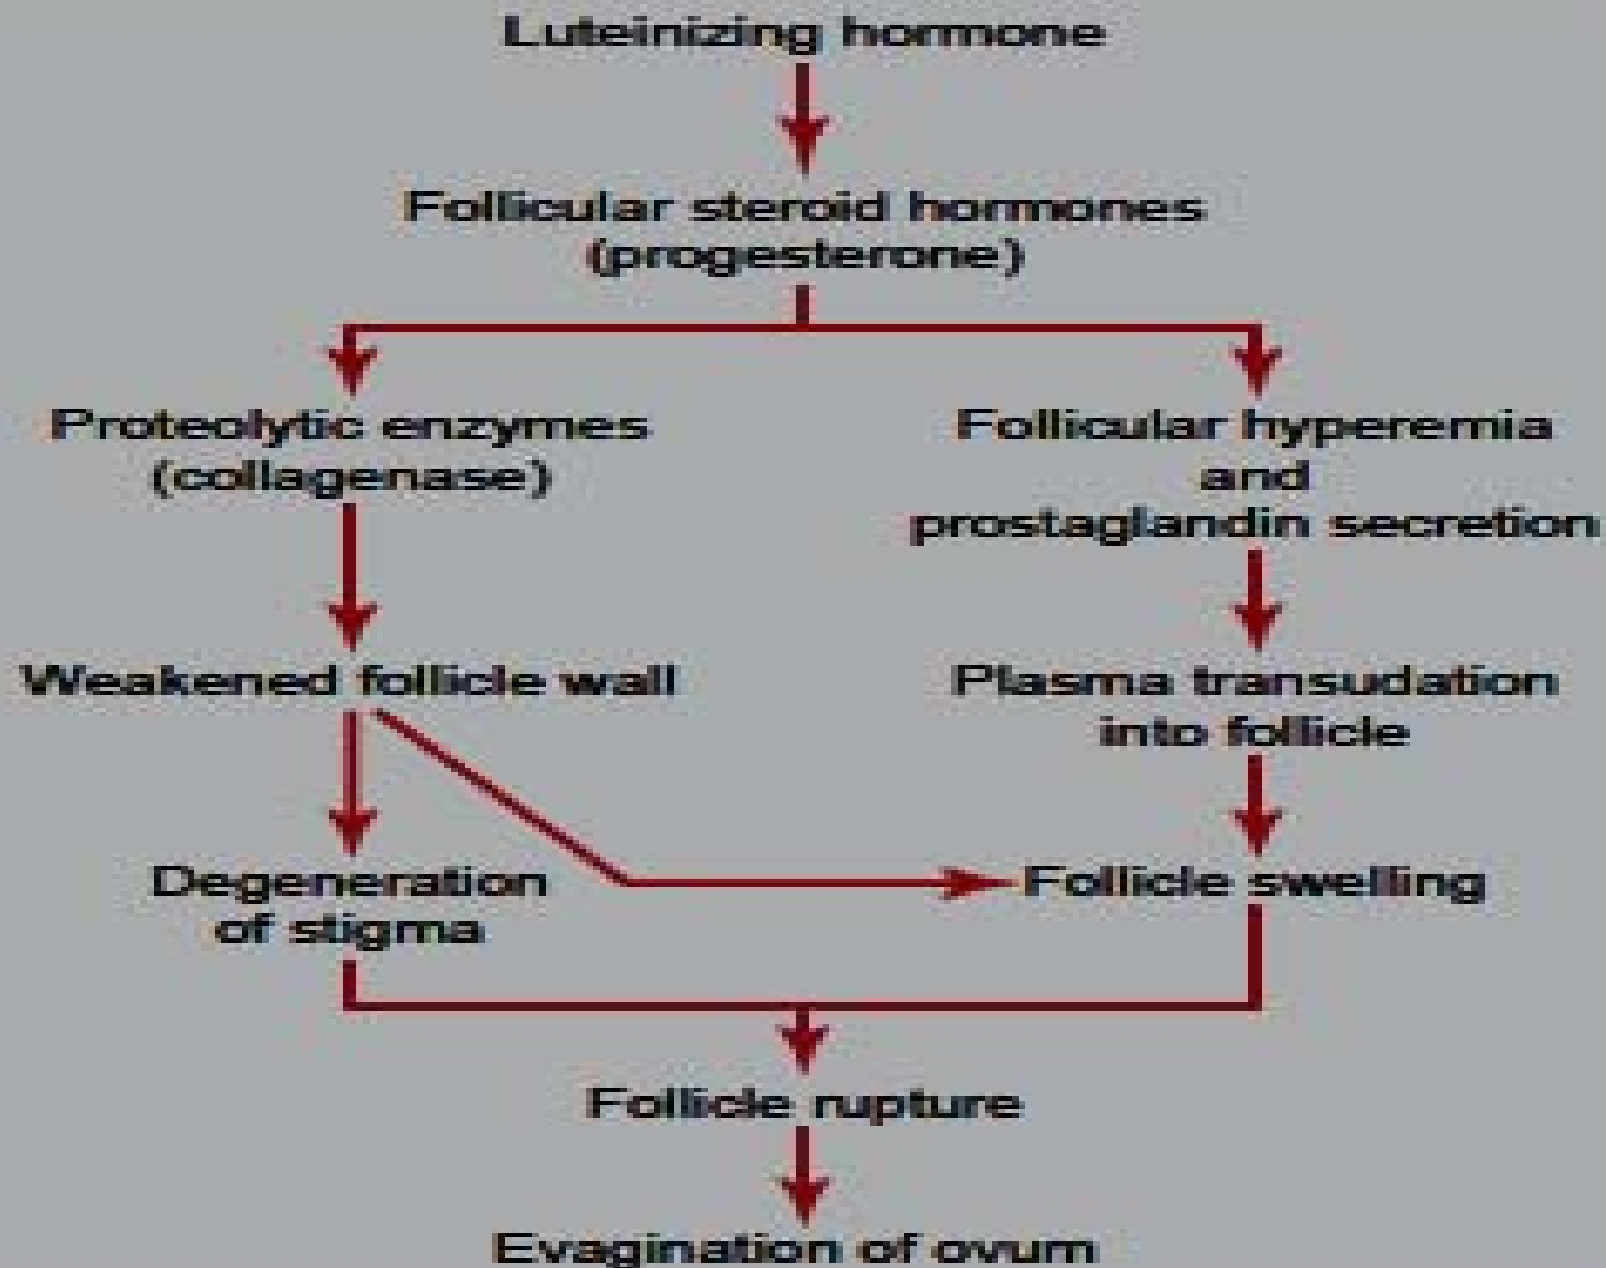 Luteinizing hormone
Follicular steroid hormones
(progesterone)
Proteolytic enzymes
(collagenase)
Follicular hyperemia
and
prostaglandin secretion
Weakened follicle wall
Plasma transudation
into follicle
Degeneration
of stigma
Follicle swelling
Follicle rupture
Evagination of ovum